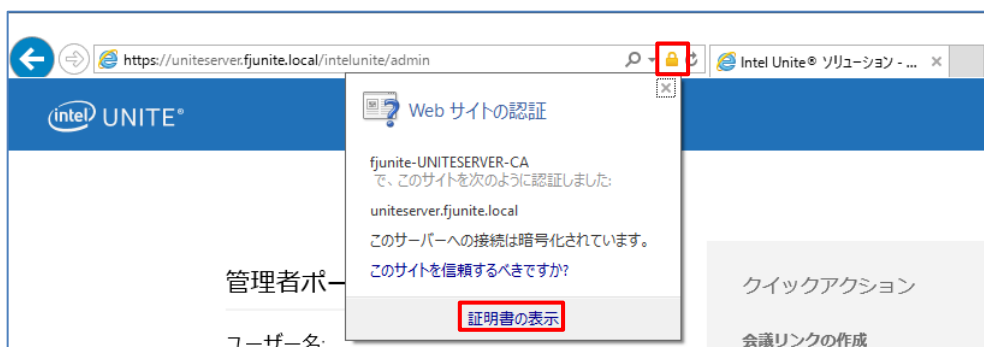 https://uniteserver.fjunite.local/intelunite/admin
Intel Unite® ソリューション - ...
intel UNITE®
Web サイトの認証
fjunite-UNITESERVER-CA
で、このサイトを次のように認証しました:
uniteserver.fjunite.local
このサーバーへの接続は暗号化されています。
このサイトを信頼するべきですか?
証明書の表示
管理者ポー
ユーザー名:
クイックアクション
会議リンクの作成